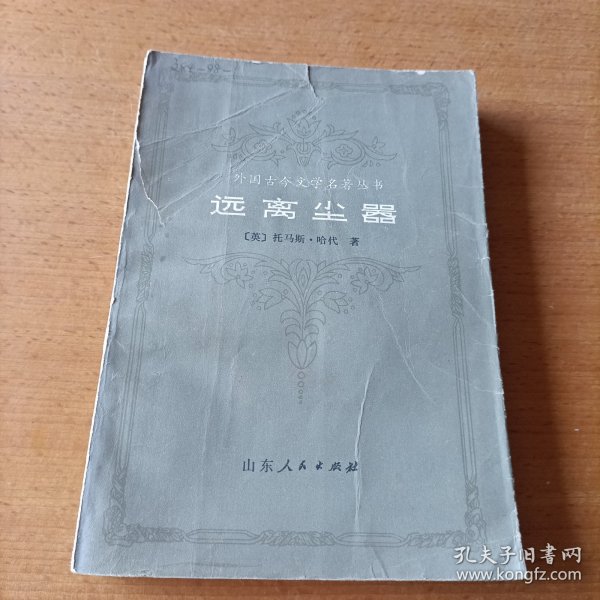 外国古今文学名著丛书
远离尘嚣
〔英〕托马斯·哈代 著
山东人民出版社
孔夫子旧书网
www.kongfz.com